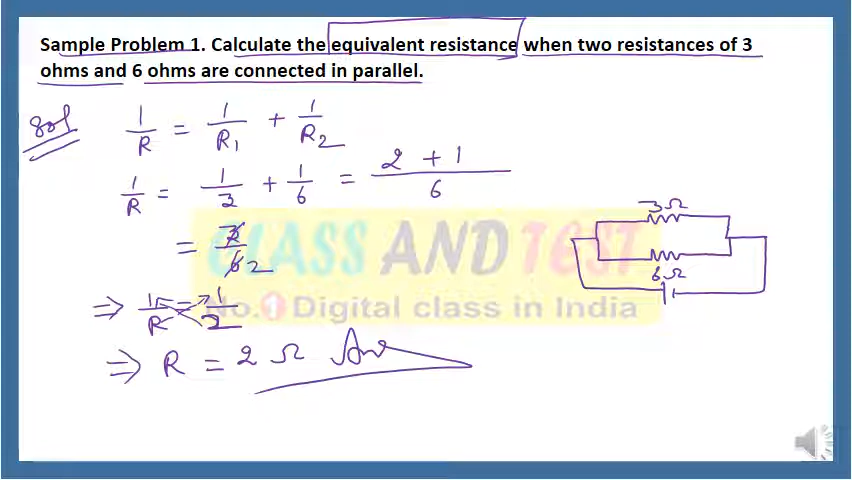 Sample Problem 1. Calculate the equivalent resistance when two resistances of 3
ohms and 6 ohms are connected in parallel.
Sol
1/R = 1/R1 + 1/R2
1/R = 1/3 + 1/6 = 2 + 1/6
= 3/6 2
⇒ 1/R = 1/2
⇒ R = 2 Ω Ans
3 Ω
6 Ω
CLASS AND TEST
No.1 Digital class in India